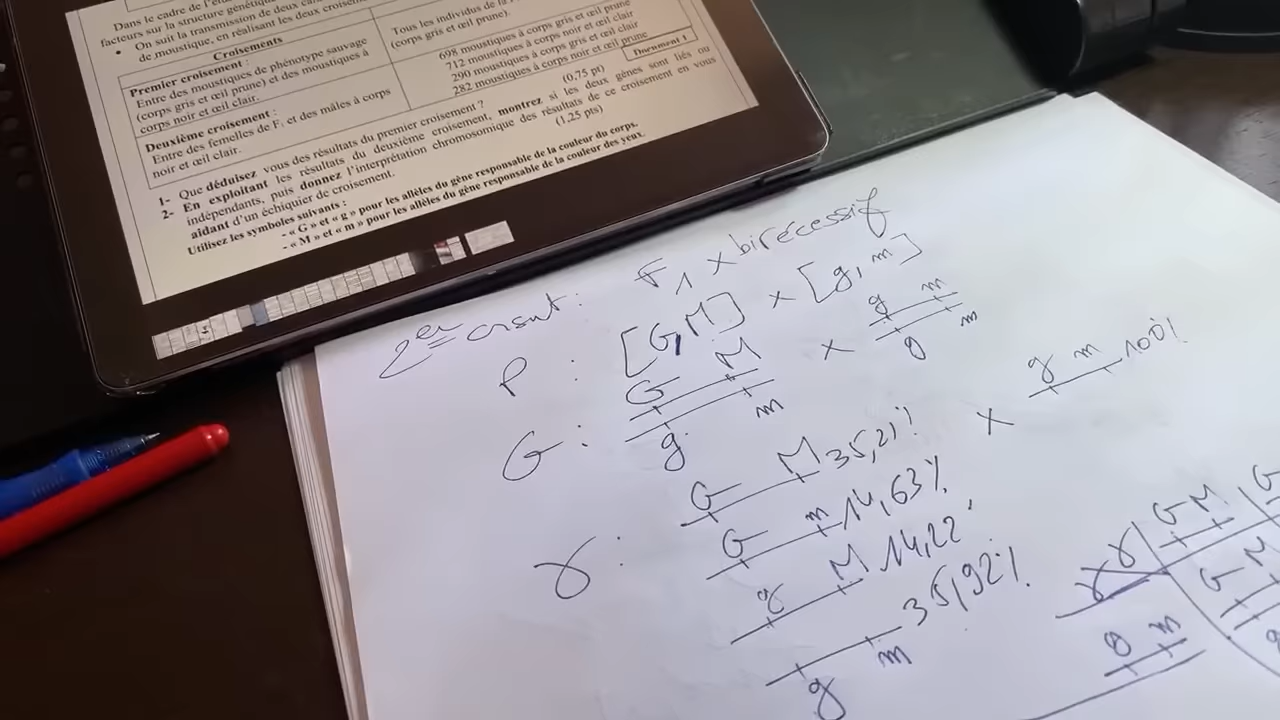 Dans le cadre de
facteurs sur la structure génétique
• On suit la transmission de deux
de moustique, en réalisant les deux
Croisements
Premier croisement :
Entre des moustiques de phénotype sauvage
(corps gris et œil prune) et des moustiques à
corps noir et œil clair.
Tous les individus de la
(corps gris et œil prune).
Deuxième croisement :
Entre des femelles de F₁ et des mâles à corps
noir et œil clair.
698 moustiques à corps gris et œil prune
712 moustiques à corps noir et œil clair
290 moustiques à corps gris et œil clair
282 moustiques à corps noir et œil prune
Document 1
1- Que déduisez vous des résultats du premier croisement ? (0,75 pt)
2- En exploitant les résultats du deuxième croisement, montrez si les deux gènes sont liés ou
indépendants, puis donnez l'interprétation chromosomique des résultats de ce croisement en vous
aidant d'un échiquier de croisement. (1,25 pts)
Utilisez les symboles suivants :
- « G » et « g » pour les allèles du gène responsable de la couleur du corps.
- « M » et « m » pour les allèles du gène responsable de la couleur des yeux.
F1 × birécessif
P : [G,M] × [g,m]
G : G M × g m
g m g m
γ : G M 35,21% × g m 100%
G m 14,63%
g M 14,22
g m 35,92%
γγ G M G
g m G M
g